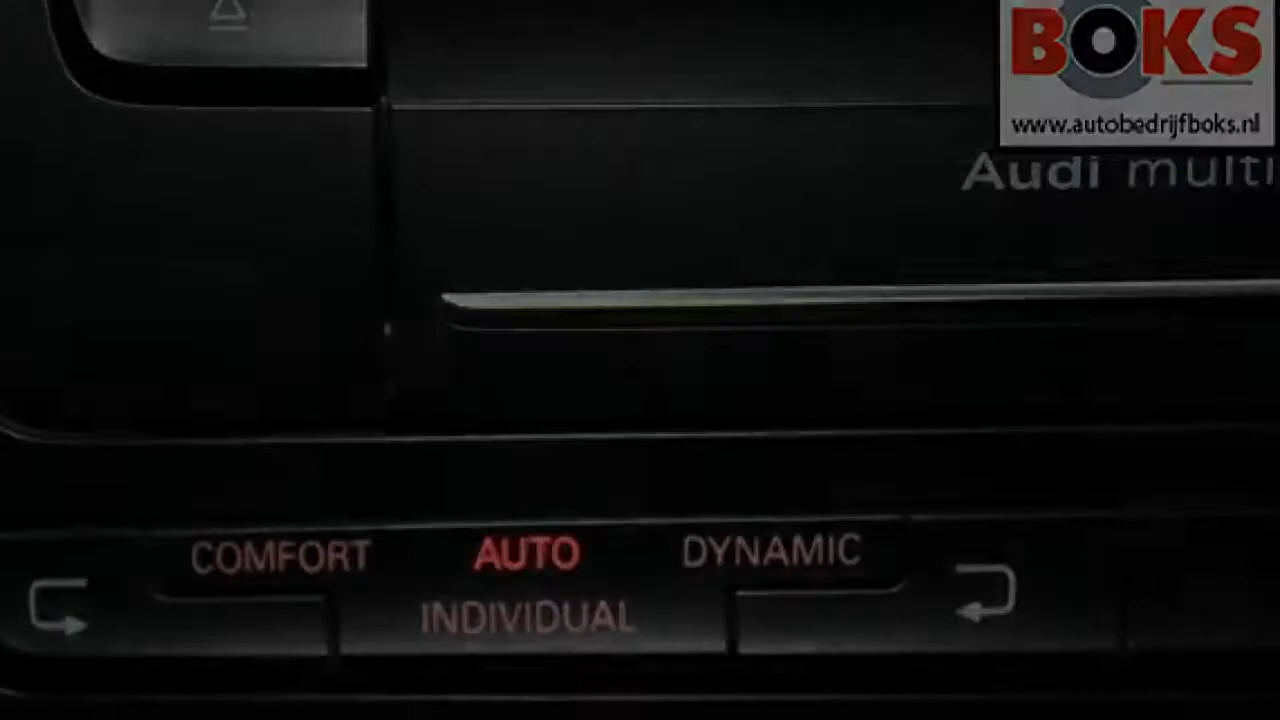 BOKS
www.autobedrijfboks.nl
Audi multi
COMFORT AUTO DYNAMIC
INDIVIDUAL